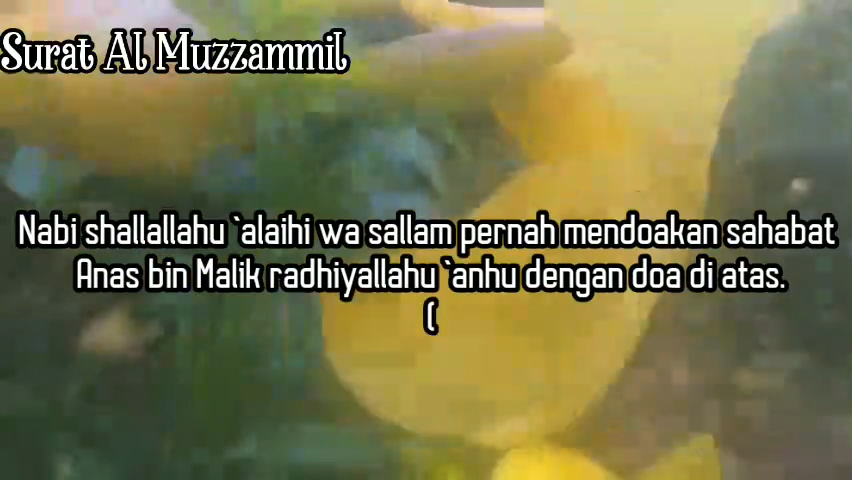 Surat Al Muzzammil
Nabi shallallahu `alaihi wa sallam pernah mendoakan sahabat
Anas bin Malik radhiyallahu `anhu dengan doa di atas.
(